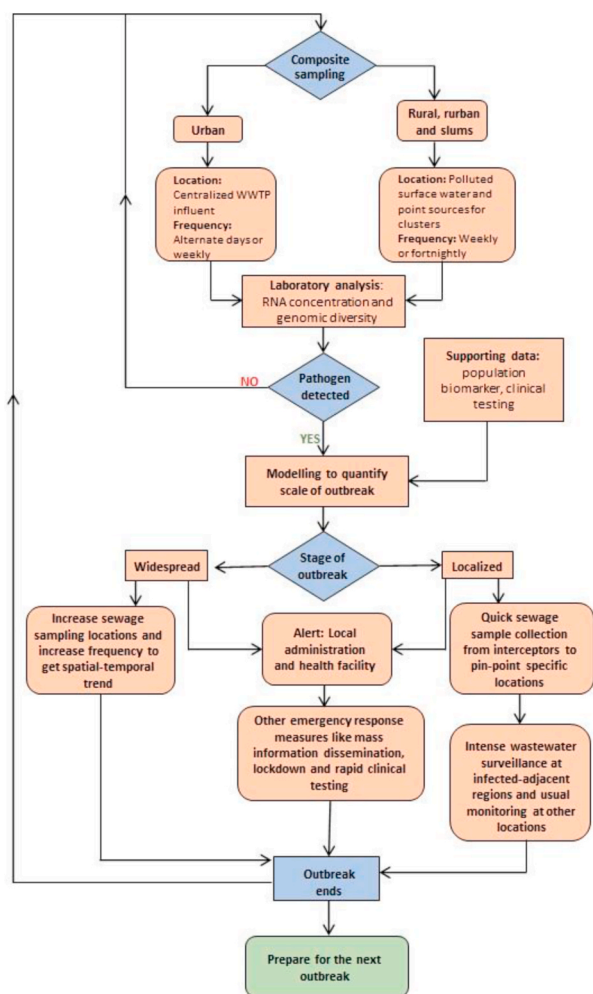 Composite
sampling
Urban
Rural, rurban
and slums
Location:
Centralized WWTP
influent
Frequency:
Alternate days or
weekly
Location: Polluted
surface water and
point sources for
clusters
Frequency: Weekly
or fortnightly
Laboratory analysis:
RNA concentration and
genomic diversity
NO
Pathogen
detected
Supporting data:
population
biomarker, clinical
testing
YES
Modelling to quantify
scale of outbreak
Widespread
Stage of
outbreak
Localized
Increase sewage
sampling locations and
increase frequency to
get spatial-temporal
trend
Alert: Local
administration
and health facility
Quick sewage
sample collection
from interceptors to
pin-point specific
locations
Other emergency response
measures like mass
information dissemination,
lockdown and rapid clinical
testing
Intense wastewater
surveillance at
infected-adjacent
regions and usual
monitoring at other
locations
Outbreak
ends
Prepare for the next
outbreak